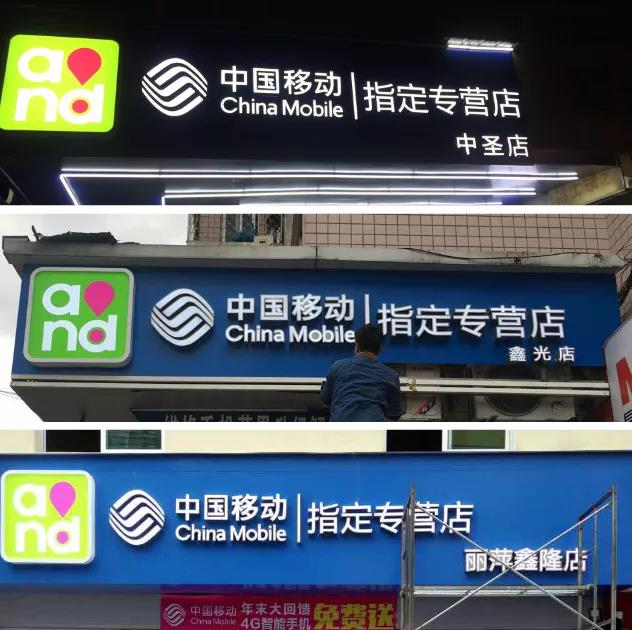 and
中国移动
China Mobile
指定专营店
中圣店
and
中国移动
China Mobile
指定专营店
鑫光店
and
中国移动
China Mobile
指定专营店
丽萍鑫隆店
中国移动
年末大回馈
4G智能手机
免费送